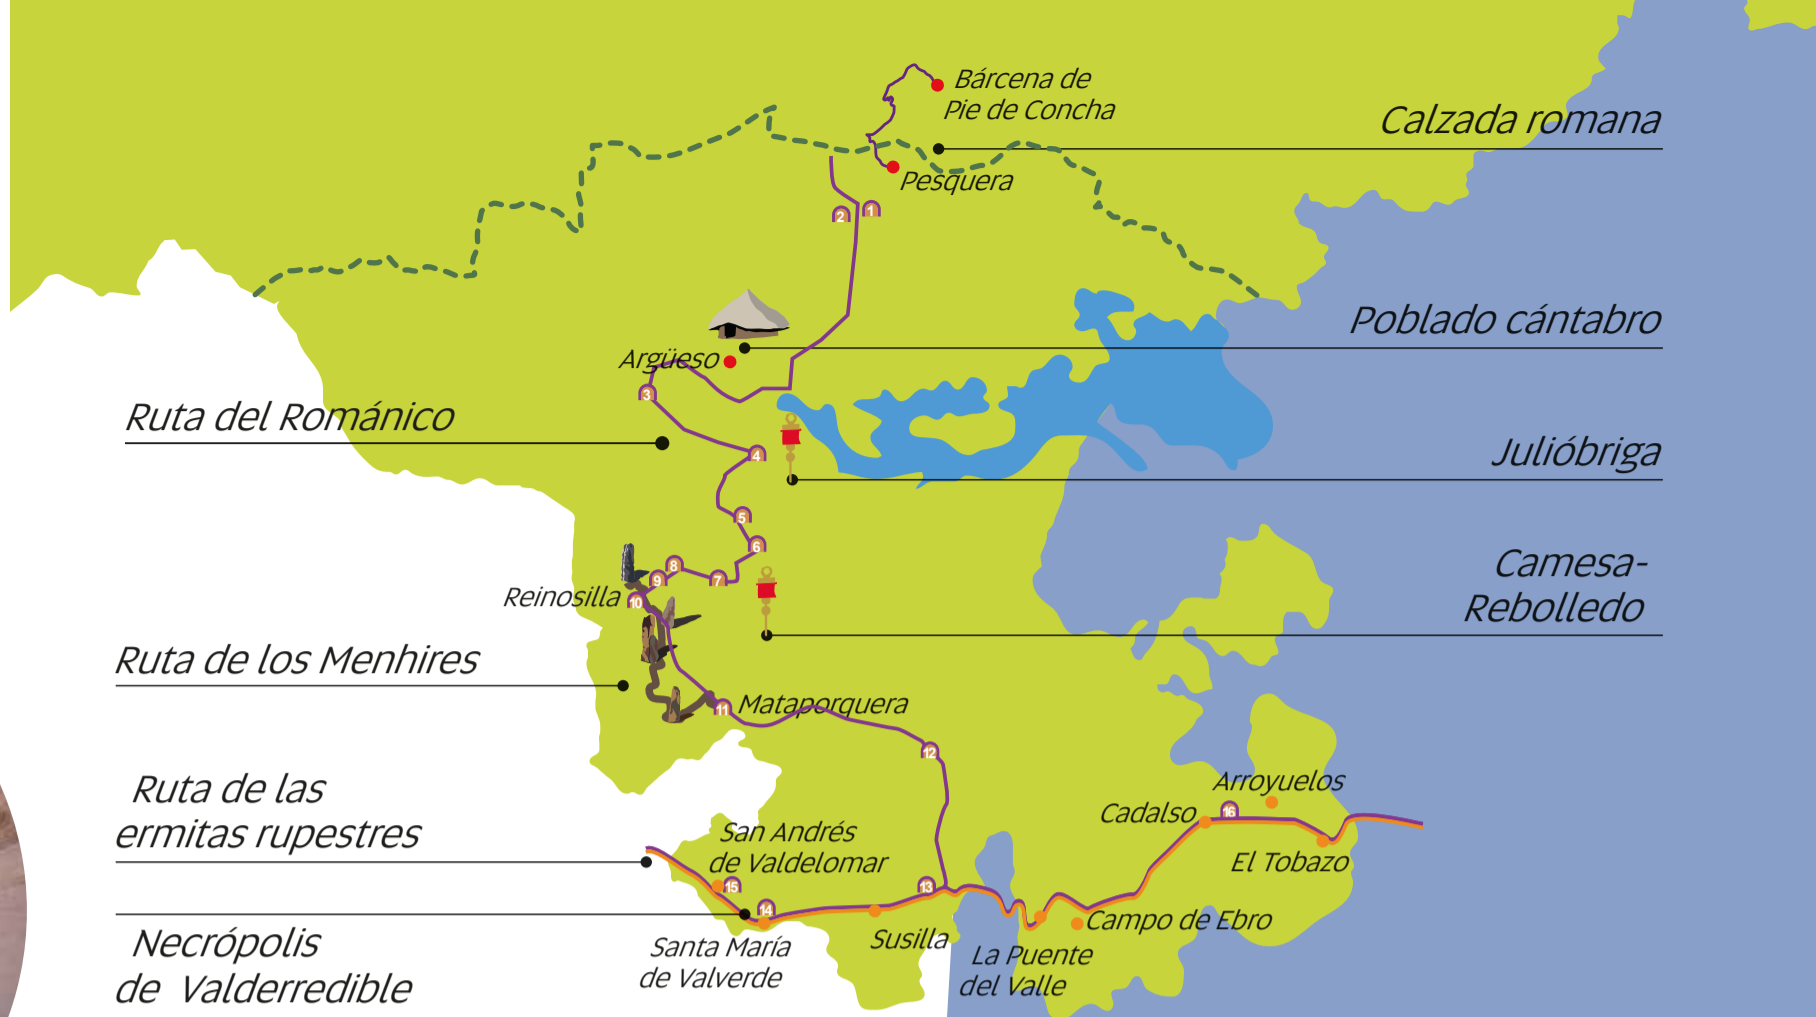 Bárcena de
Pie de Concha
Calzada romana
Pesquera
2
1
Poblado cántabro
Argüeso
3
Ruta del Románico
4
Julióbriga
5
6
Camesa-
Rebolledo
8
9
7
Reinosilla
10
Ruta de los Menhires
11
Mataporquera
12
Ruta de las
ermitas rupestres
Arroyuelos
Cadalso
16
San Andrés
de Valdelomar
El Tobazo
15
13
14
Campo de Ebro
Necrópolis
de Valderredible
Santa María
de Valverde
Susilla
La Puente
del Valle